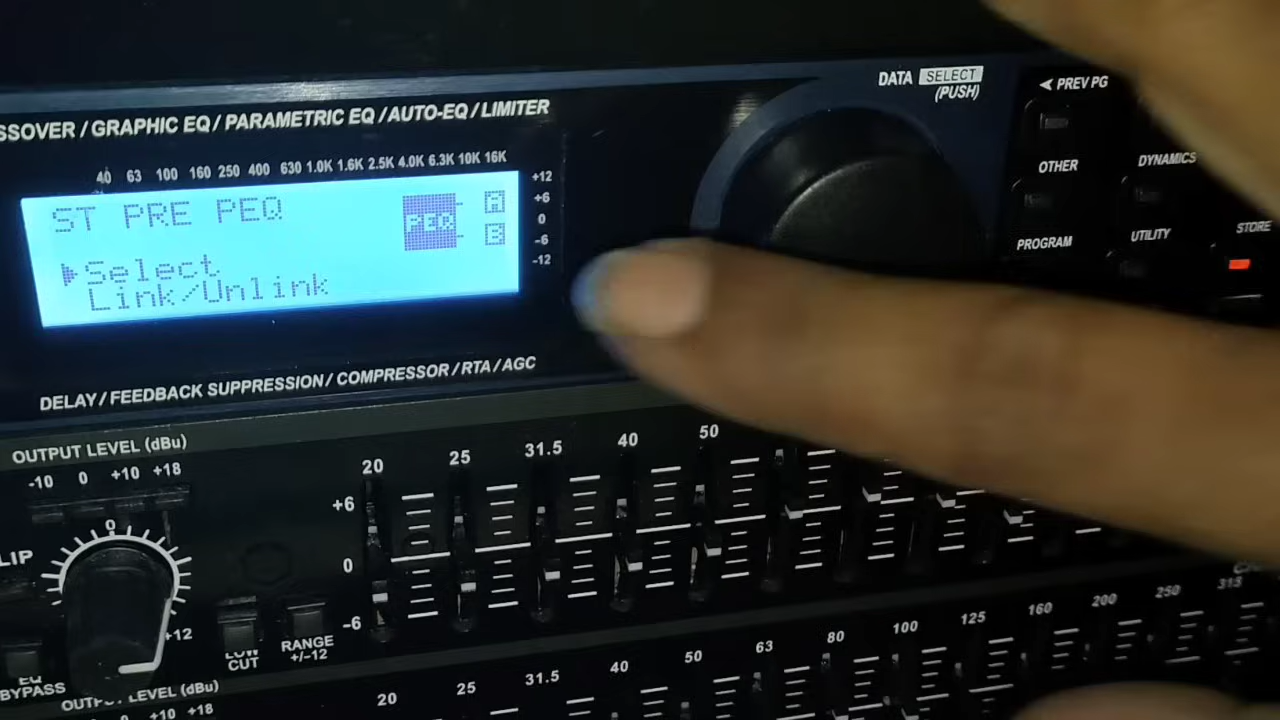 DATA SELECT
(PUSH)
PREV PG
SSOVER / GRAPHIC EQ / PARAMETRIC EQ / AUTO-EQ / LIMITER
40 63 100 160 250 400 630 1.0K 1.6K 2.5K 4.0K 6.3K 10K 16K
OTHER
DYNAMICS
+12
+6
0
-6
-12
ST PRE PEQ
PEQ
A
B
Select
Link/Unlink
PROGRAM
UTILITY
STORE
DELAY / FEEDBACK SUPPRESSION / COMPRESSOR / RTA / AGC
OUTPUT LEVEL (dBu)
-10 0 +10 +18
20 25 31.5 40 50
+6
0
-6
0
LIP
+12
LOW
CUT
RANGE
+/-12
EQ
BYPASS
OUTPUT LEVEL (dBu)
0 +10 +18
20 25 31.5 40 50 63 80 100 125 160 200 250 315